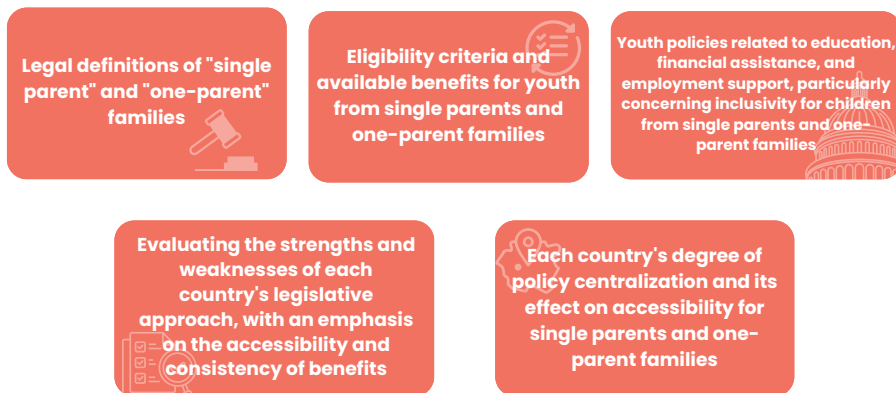 Legal definitions of "single
parent" and "one-parent"
families
Eligibility criteria and
available benefits for youth
from single parents and
one-parent families
Youth policies related to education,
financial assistance, and
employment support, particularly
concerning inclusivity for children
from single parents and one-
parent families
Evaluating the strengths and
weaknesses of each
country's legislative
approach, with an emphasis
on the accessibility and
consistency of benefits
Each country's degree of
policy centralization and its
effect on accessibility for
single parents and one-
parent families